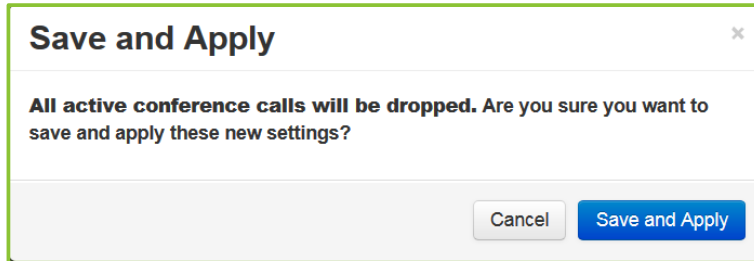 Save and Apply
×
All active conference calls will be dropped. Are you sure you want to
save and apply these new settings?
Cancel
Save and Apply